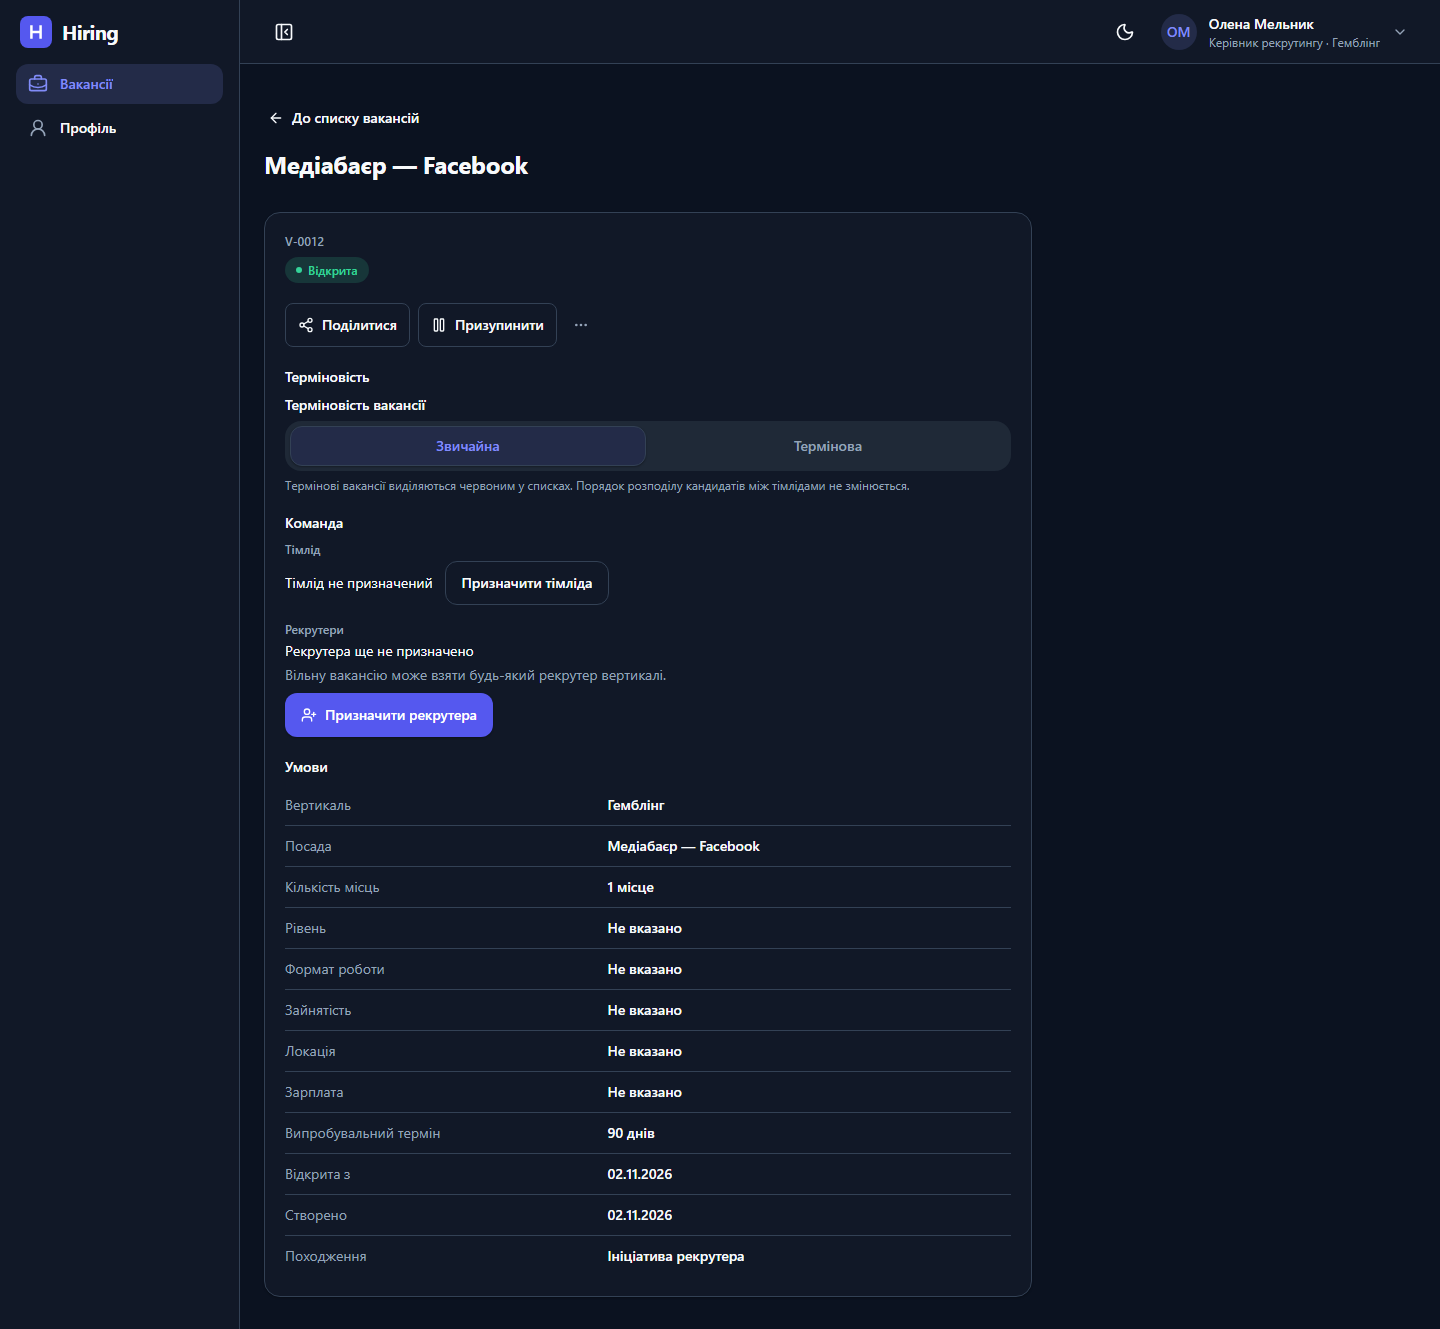 H Hiring
Вакансії
Профіль
ОМ
Олена Мельник
Керівник рекрутингу · Гемблінг
До списку вакансій
Медіабаєр — Facebook
V-0012
Відкрита
Поділитися
Призупинити
Терміновість
Терміновість вакансії
Звичайна
Термінова
Термінові вакансії виділяються червоним у списках. Порядок розподілу кандидатів між тімлідами не змінюється.
Команда
Тімлід
Тімлід не призначений
Призначити тімліда
Рекрутери
Рекрутера ще не призначено
Вільну вакансію може взяти будь-який рекрутер вертикалі.
Призначити рекрутера
Умови
Вертикаль Гемблінг
Посада Медіабаєр — Facebook
Кількість місць 1 місце
Рівень Не вказано
Формат роботи Не вказано
Зайнятість Не вказано
Локація Не вказано
Зарплата Не вказано
Випробувальний термін 90 днів
Відкрита з 02.11.2026
Створено 02.11.2026
Походження Ініціатива рекрутера